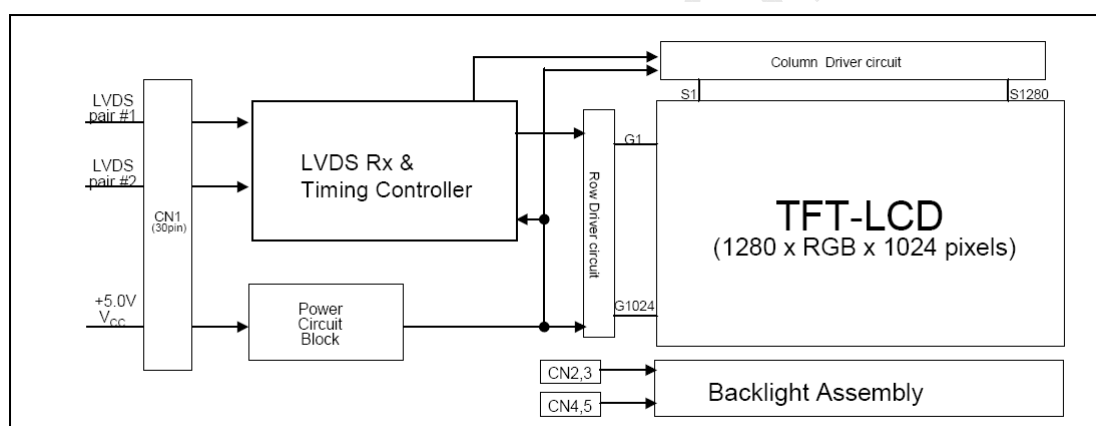 Column Driver circuit
S1
S1280
LVDS
pair #1
LVDS
pair #2
CN1
(30pin)
LVDS Rx &
Timing Controller
G1
Row Driver circuit
TFT-LCD
(1280 x RGB x 1024 pixels)
+5.0V
VCC
Power
Circuit
Block
G1024
CN2,3
CN4,5
Backlight Assembly